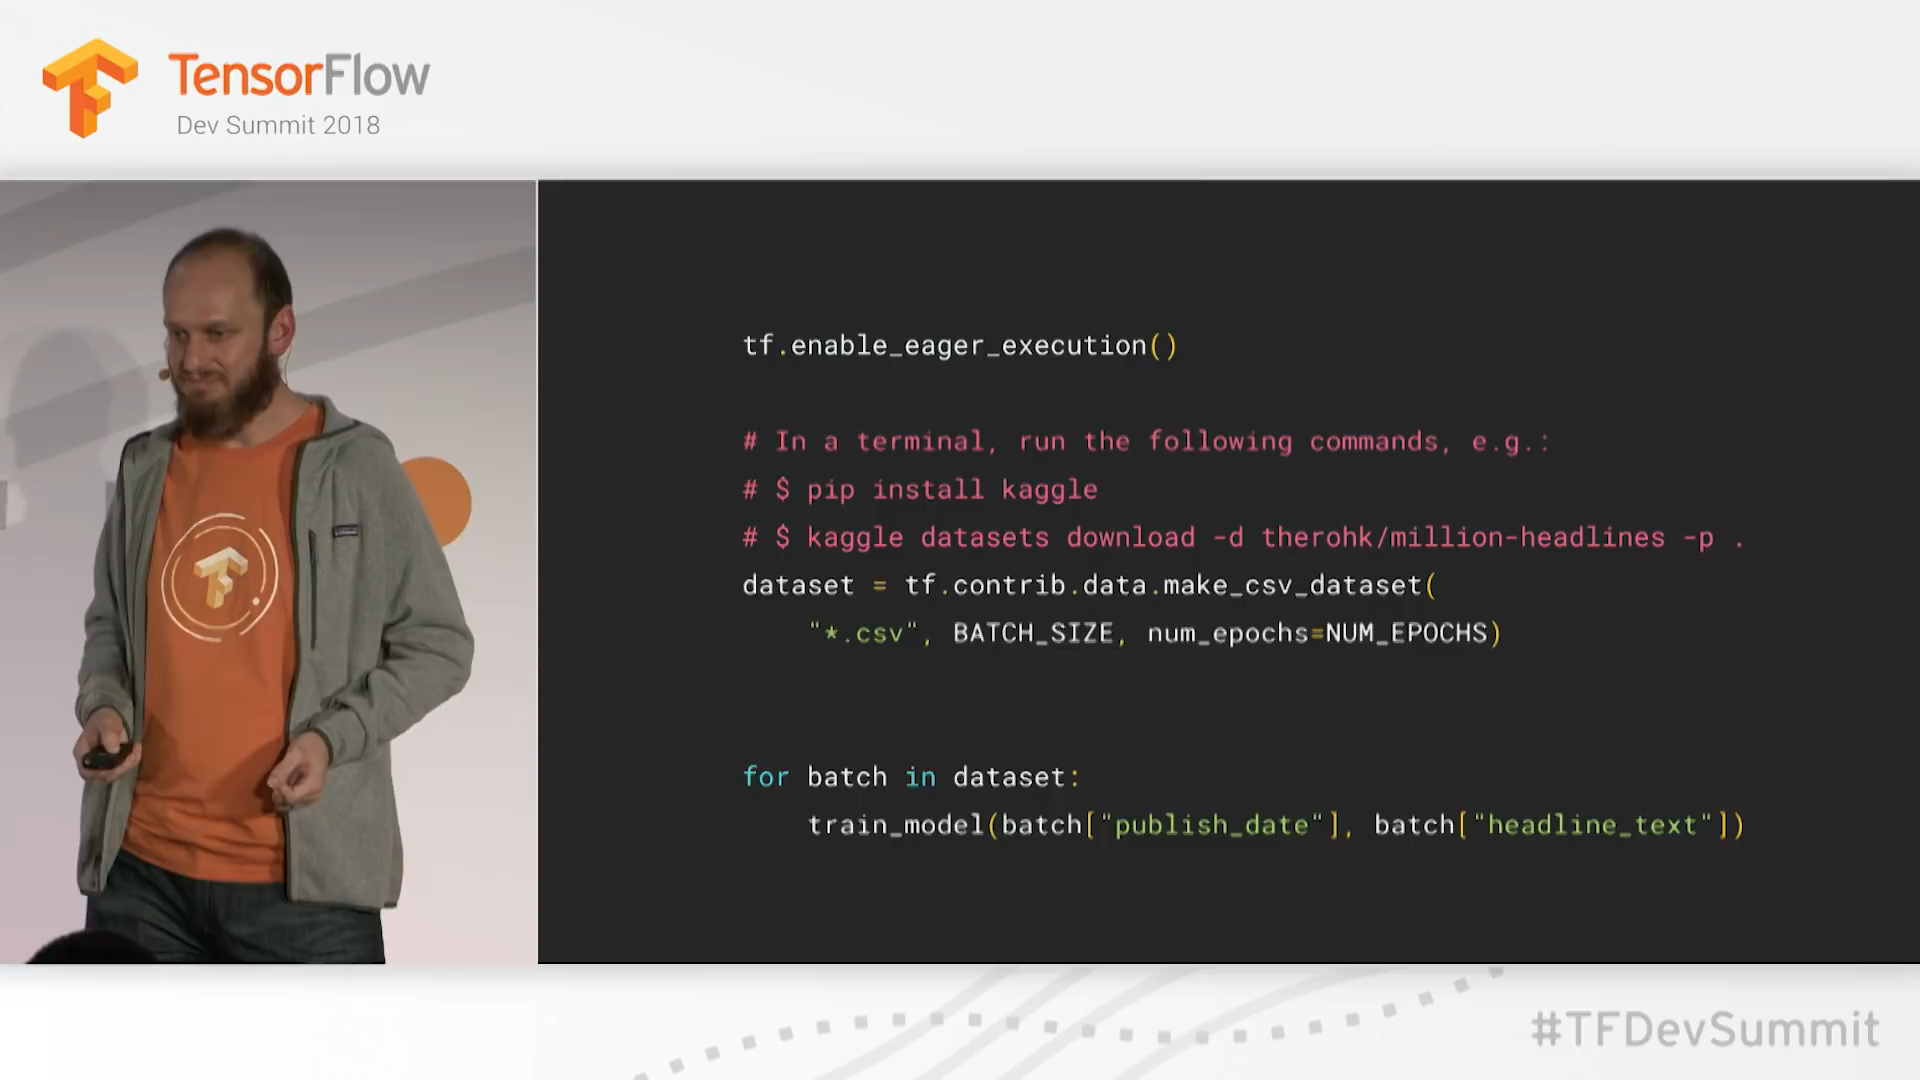 TensorFlow
Dev Summit 2018
tf.enable_eager_execution()
# In a terminal, run the following commands, e.g.:
# $ pip install kaggle
# $ kaggle datasets download -d therohk/million-headlines -p .
dataset = tf.contrib.data.make_csv_dataset(
    "*.csv", BATCH_SIZE, num_epochs=NUM_EPOCHS)
for batch in dataset:
    train_model(batch["publish_date"], batch["headline_text"])
#TFDevSummit